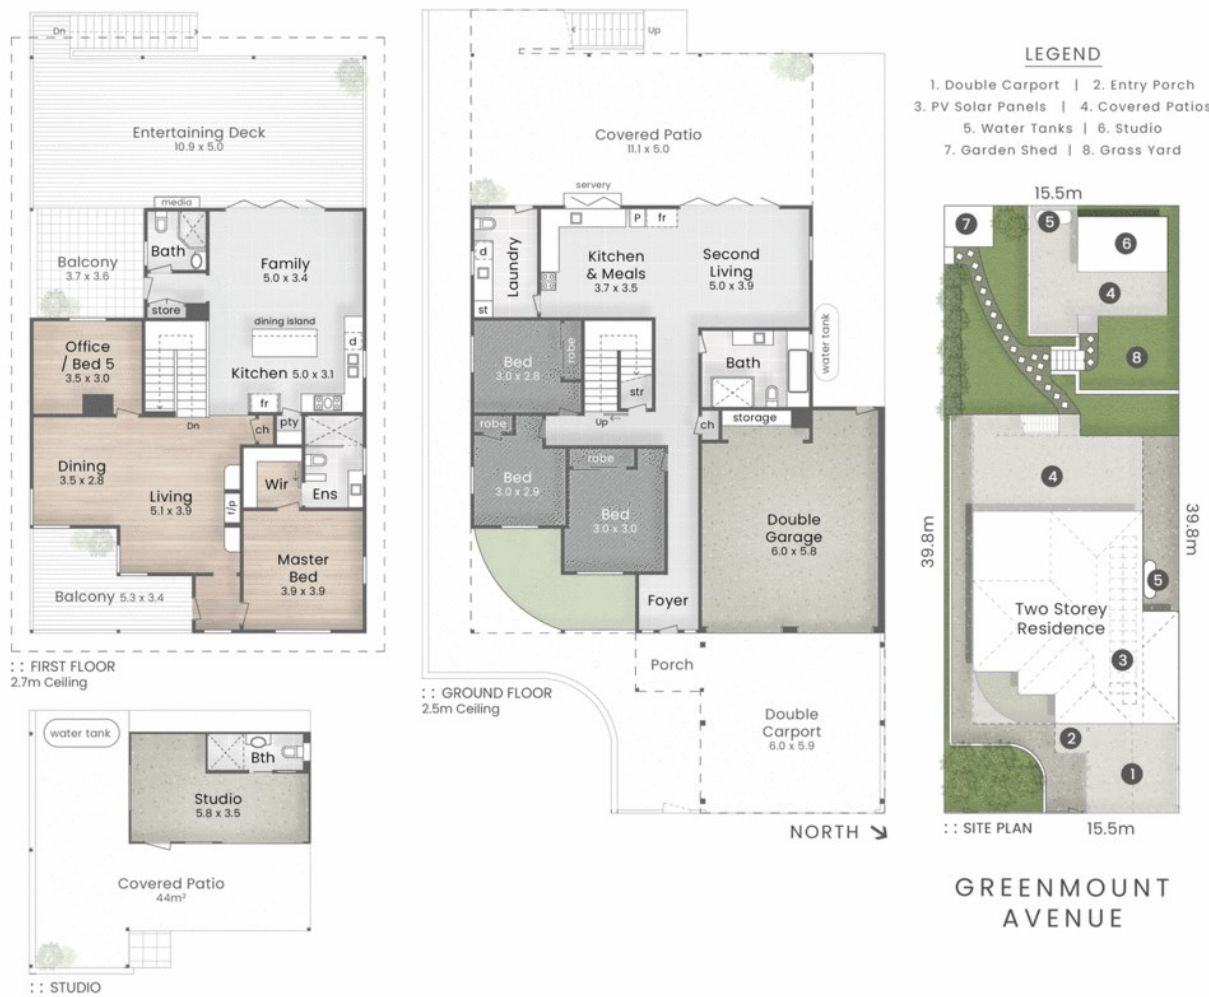 Dn
Entertaining Deck
10.9 x 5.0
media
Bath
Balcony
3.7 x 3.6
store
Family
5.0 x 3.4
dining island
d
Office
/ Bed 5
3.5 x 3.0
Kitchen 5.0 x 3.1
fr
Dn
ch
pty
Dining
3.5 x 2.8
Living
5.1 x 3.9
Wir
Ens
f/p
Master
Bed
3.9 x 3.9
Balcony 5.3 x 3.4
:: FIRST FLOOR
2.7m Ceiling
water tank
Bth
Studio
5.8 x 3.5
Covered Patio
44m²
:: STUDIO
Up
Covered Patio
11.1 x 5.0
servery
P
fr
d
Laundry
st
Kitchen
& Meals
3.7 x 3.5
Second
Living
5.0 x 3.9
water tank
Bed
3.0 x 2.8
robe
str
Bath
Up
robe
ch
storage
Bed
3.0 x 2.9
robe
Bed
3.0 x 3.0
Double
Garage
6.0 x 5.8
Foyer
Porch
:: GROUND FLOOR
2.5m Ceiling
Double
Carport
6.0 x 5.9
NORTH
LEGEND
1. Double Carport | 2. Entry Porch
3. PV Solar Panels | 4. Covered Patios
5. Water Tanks | 6. Studio
7. Garden Shed | 8. Grass Yard
15.5m
7
5
6
4
8
4
39.8m
39.8m
5
Two Storey
Residence
3
2
1
:: SITE PLAN
15.5m
GREENMOUNT
AVENUE